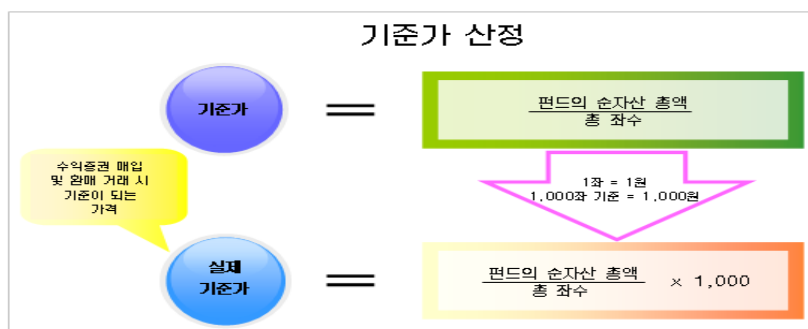 기준가 산정
기준가
=
펀드의 순자산 총액
총 좌수
수익증권 매입
및 환매 거래 시
기준이 되는
가격
1좌 = 1원
1,000좌 기준 = 1,000원
실제
기준가
=
펀드의 순자산 총액
총 좌수
× 1,000